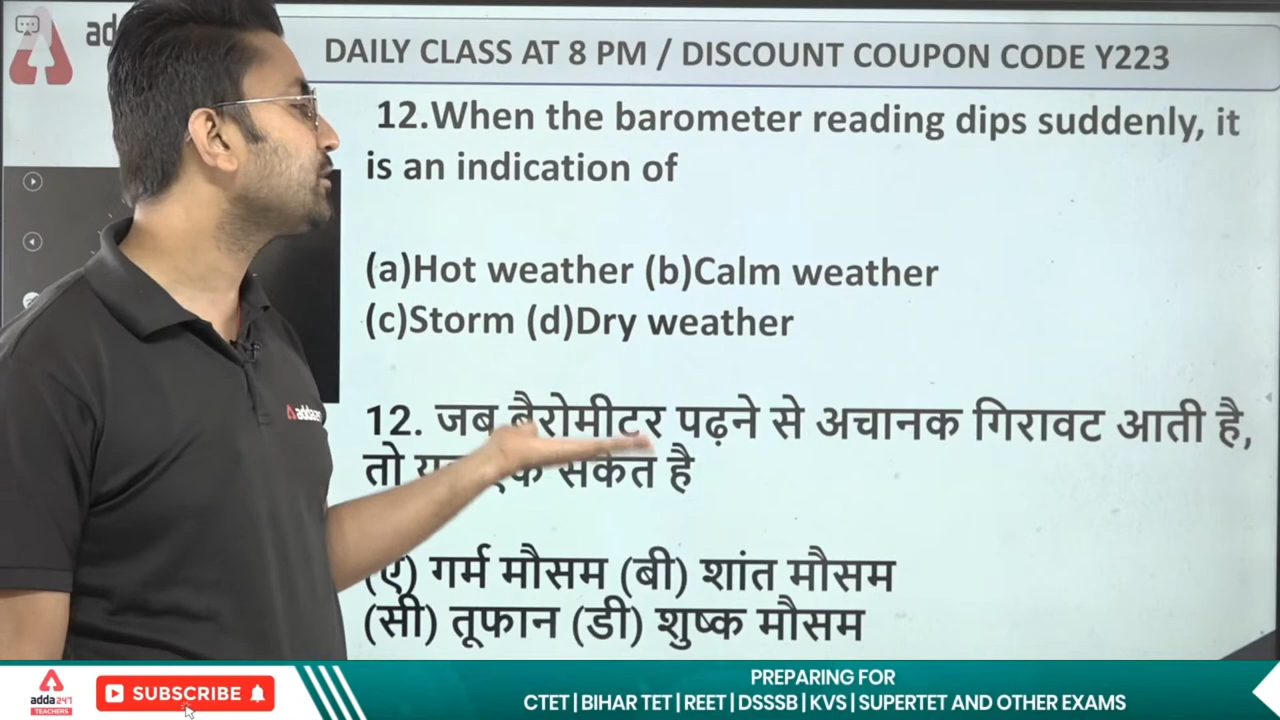 DAILY CLASS AT 8 PM / DISCOUNT COUPON CODE Y223
12.When the barometer reading dips suddenly, it
is an indication of
(a)Hot weather (b)Calm weather
(c)Storm (d)Dry weather
12. जब बैरोमीटर पढ़ने से अचानक गिरावट आती है,
तो संकेत है
(ए) गर्म मौसम (बी) शांत मौसम
(सी) तूफान (डी) शुष्क मौसम
adda247
TEACHERS
SUBSCRIBE
PREPARING FOR
CTET | BIHAR TET | REET | DSSSB | KVS | SUPERTET AND OTHER EXAMS